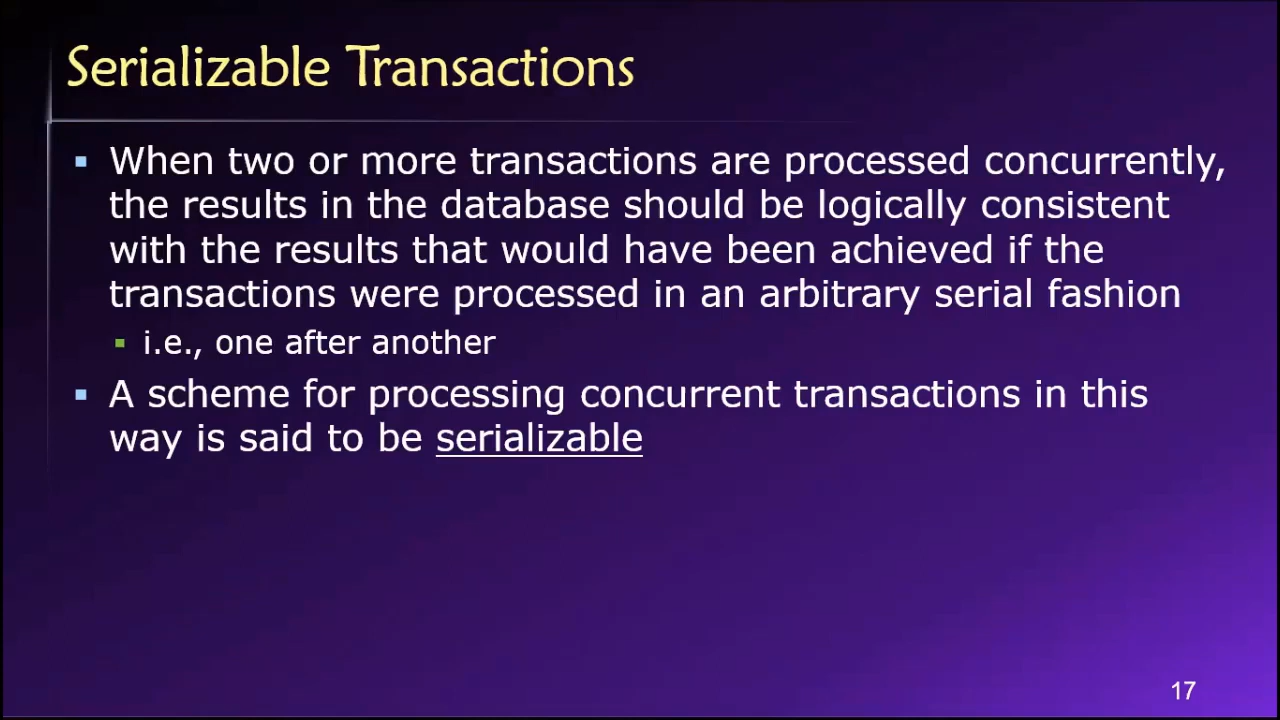 Serializable Transactions
When two or more transactions are processed concurrently,
the results in the database should be logically consistent
with the results that would have been achieved if the
transactions were processed in an arbitrary serial fashion
i.e., one after another
A scheme for processing concurrent transactions in this
way is said to be serializable
17